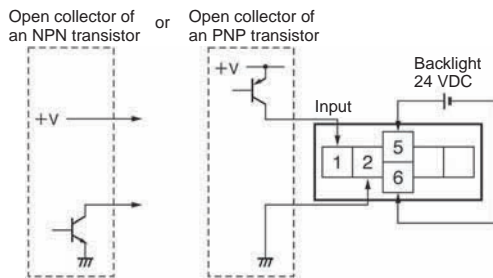 Open collector of
an NPN transistor
or
Open collector of
an PNP transistor
+V
Backlight
24 VDC
+V
Input
1
2
5
6